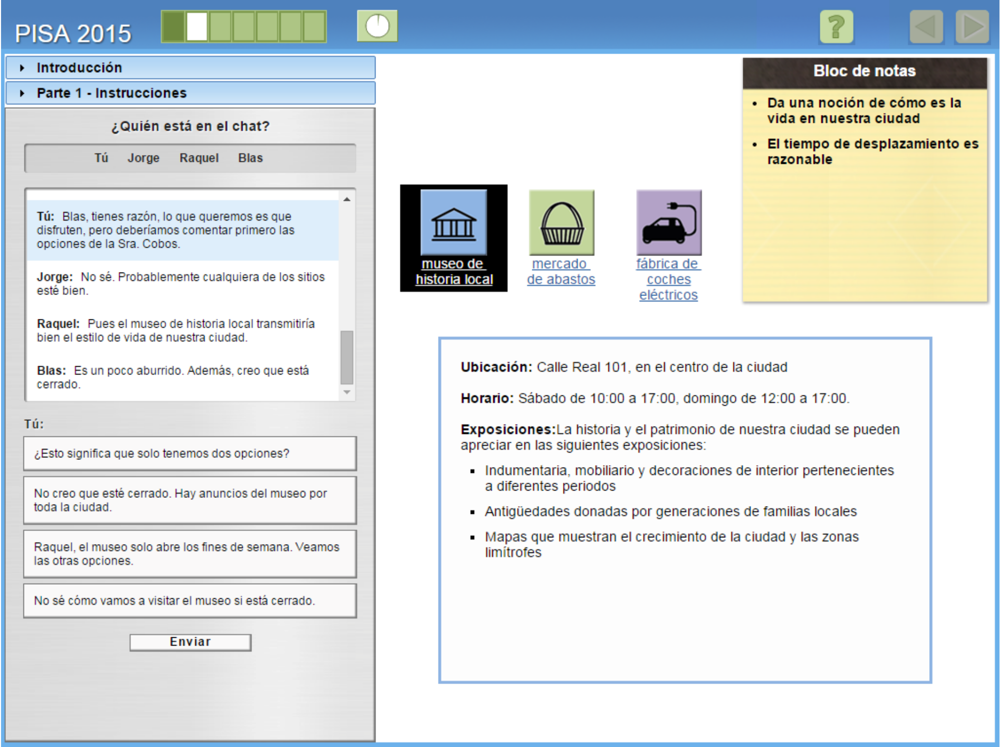 PISA 2015
?
Introducción
Parte 1 - Instrucciones
¿Quién está en el chat?
Tú Jorge Raquel Blas
Tú: Blas, tienes razón, lo que queremos es que
disfruten, pero deberíamos comentar primero las
opciones de la Sra. Cobos.
Jorge: No sé. Probablemente cualquiera de los sitios
esté bien.
Raquel: Pues el museo de historia local transmitiría
bien el estilo de vida de nuestra ciudad.
Blas: Es un poco aburrido. Además, creo que está
cerrado.
Tú:
¿Esto significa que solo tenemos dos opciones?
No creo que esté cerrado. Hay anuncios del museo por
toda la ciudad.
Raquel, el museo solo abre los fines de semana. Veamos
las otras opciones.
No sé cómo vamos a visitar el museo si está cerrado.
Enviar
museo de
historia local
mercado
de abastos
fábrica de
coches
eléctricos
Bloc de notas
• Da una noción de cómo es la
vida en nuestra ciudad
• El tiempo de desplazamiento es
razonable
Ubicación: Calle Real 101, en el centro de la ciudad
Horario: Sábado de 10:00 a 17:00, domingo de 12:00 a 17:00.
Exposiciones:La historia y el patrimonio de nuestra ciudad se pueden
apreciar en las siguientes exposiciones:
▪ Indumentaria, mobiliario y decoraciones de interior pertenecientes
a diferentes periodos
▪ Antigüedades donadas por generaciones de familias locales
▪ Mapas que muestran el crecimiento de la ciudad y las zonas
limítrofes